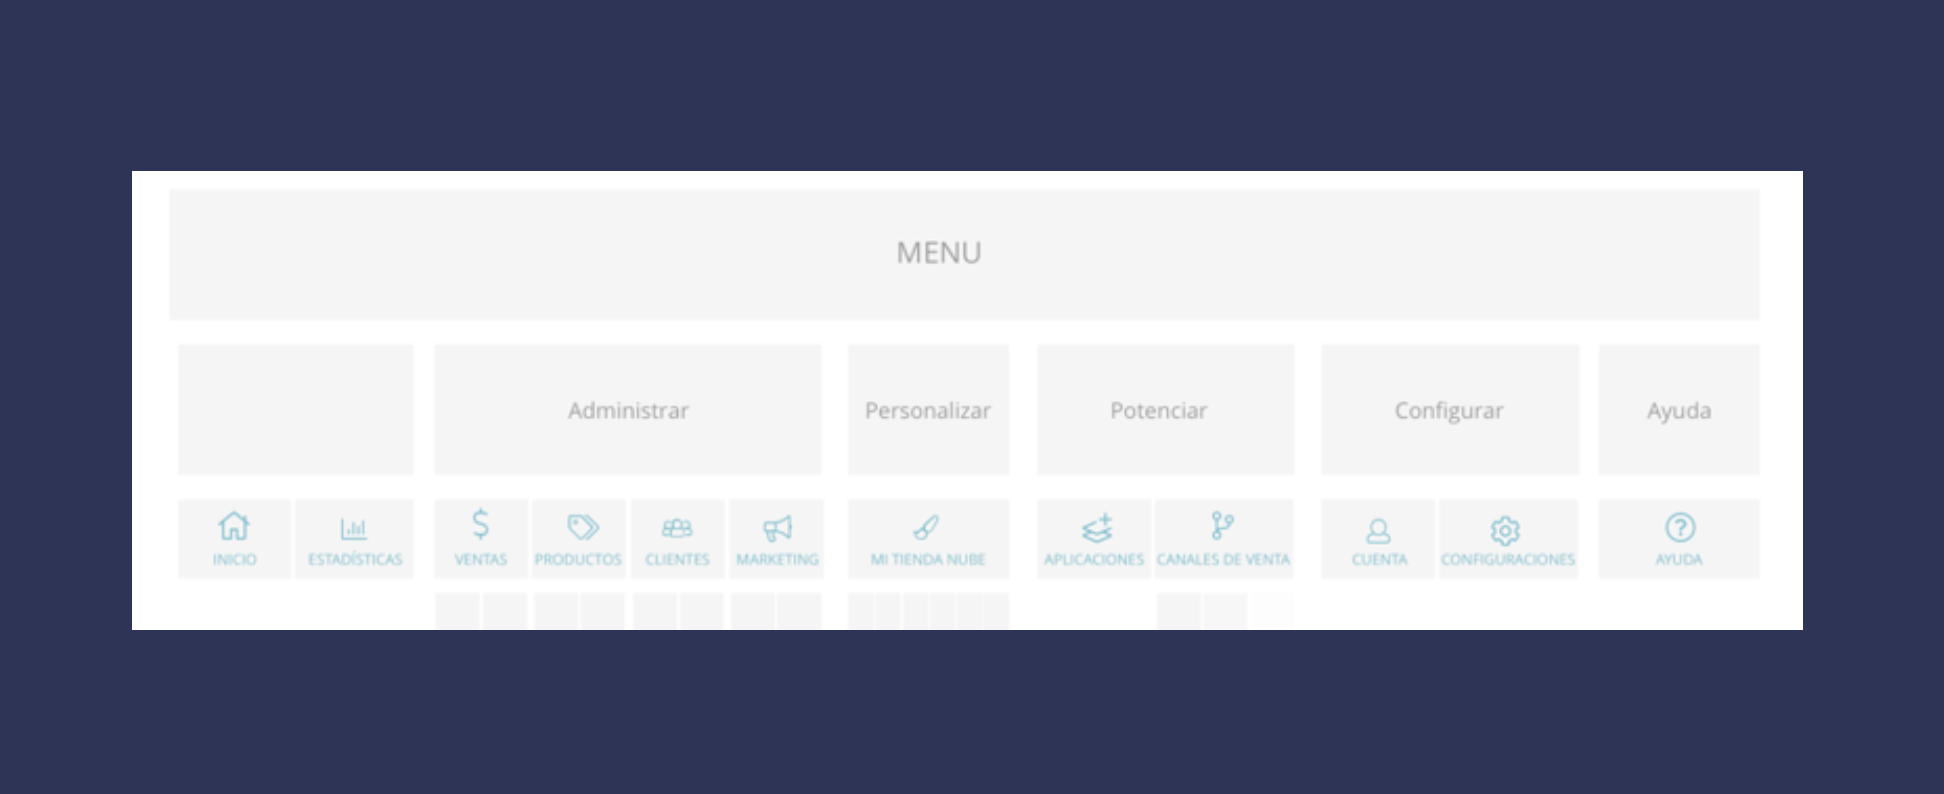 MENU
Administrar
Personalizar
Potenciar
Configurar
Ayuda
INICIO
ESTADÍSTICAS
VENTAS
PRODUCTOS
CLIENTES
MARKETING
MI TIENDA NUBE
APLICACIONES
CANALES DE VENTA
CUENTA
CONFIGURACIONES
AYUDA